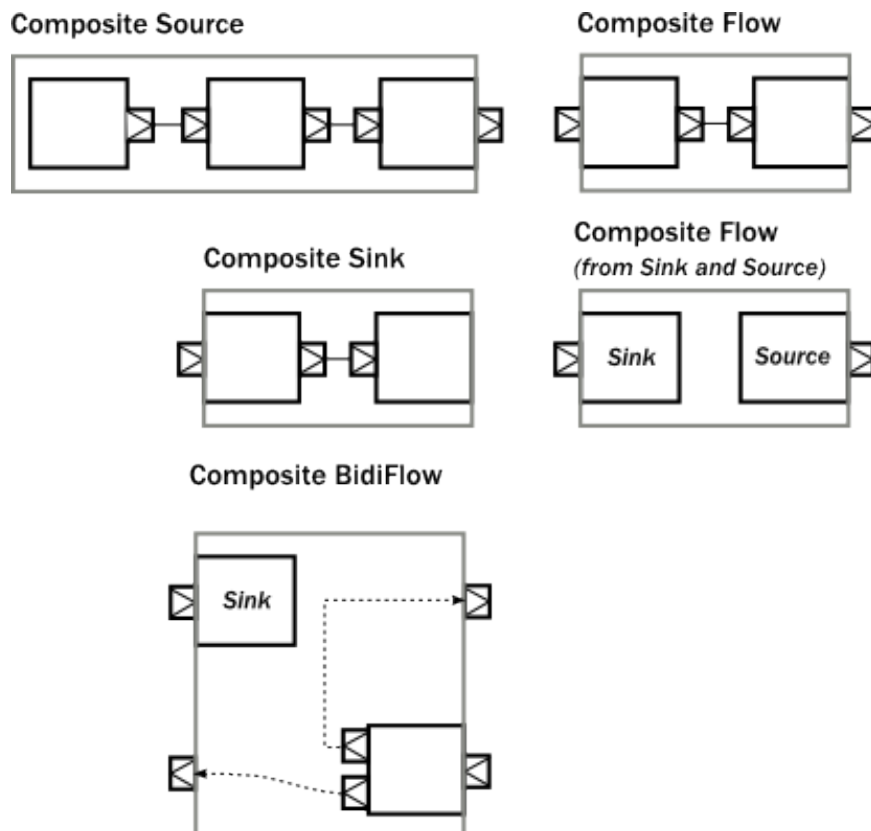 Composite Source
Composite Flow
Composite Sink
Composite Flow
(from Sink and Source)
Sink
Source
Composite BidiFlow
Sink